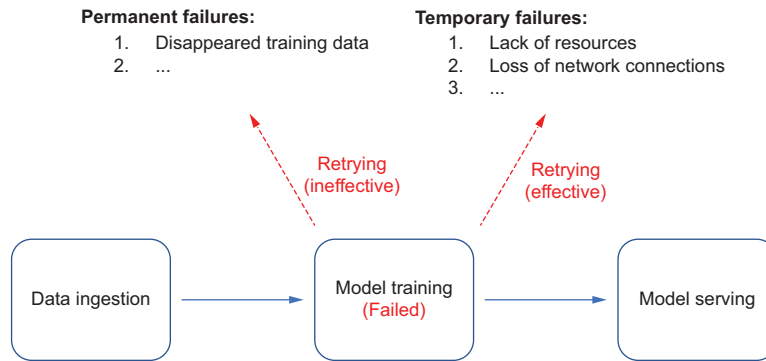 Permanent failures:
1. Disappeared training data
2. ...
Temporary failures:
1. Lack of resources
2. Loss of network connections
3. ...
Retrying
(ineffective)
Retrying
(effective)
Data ingestion
Model training
(Failed)
Model serving